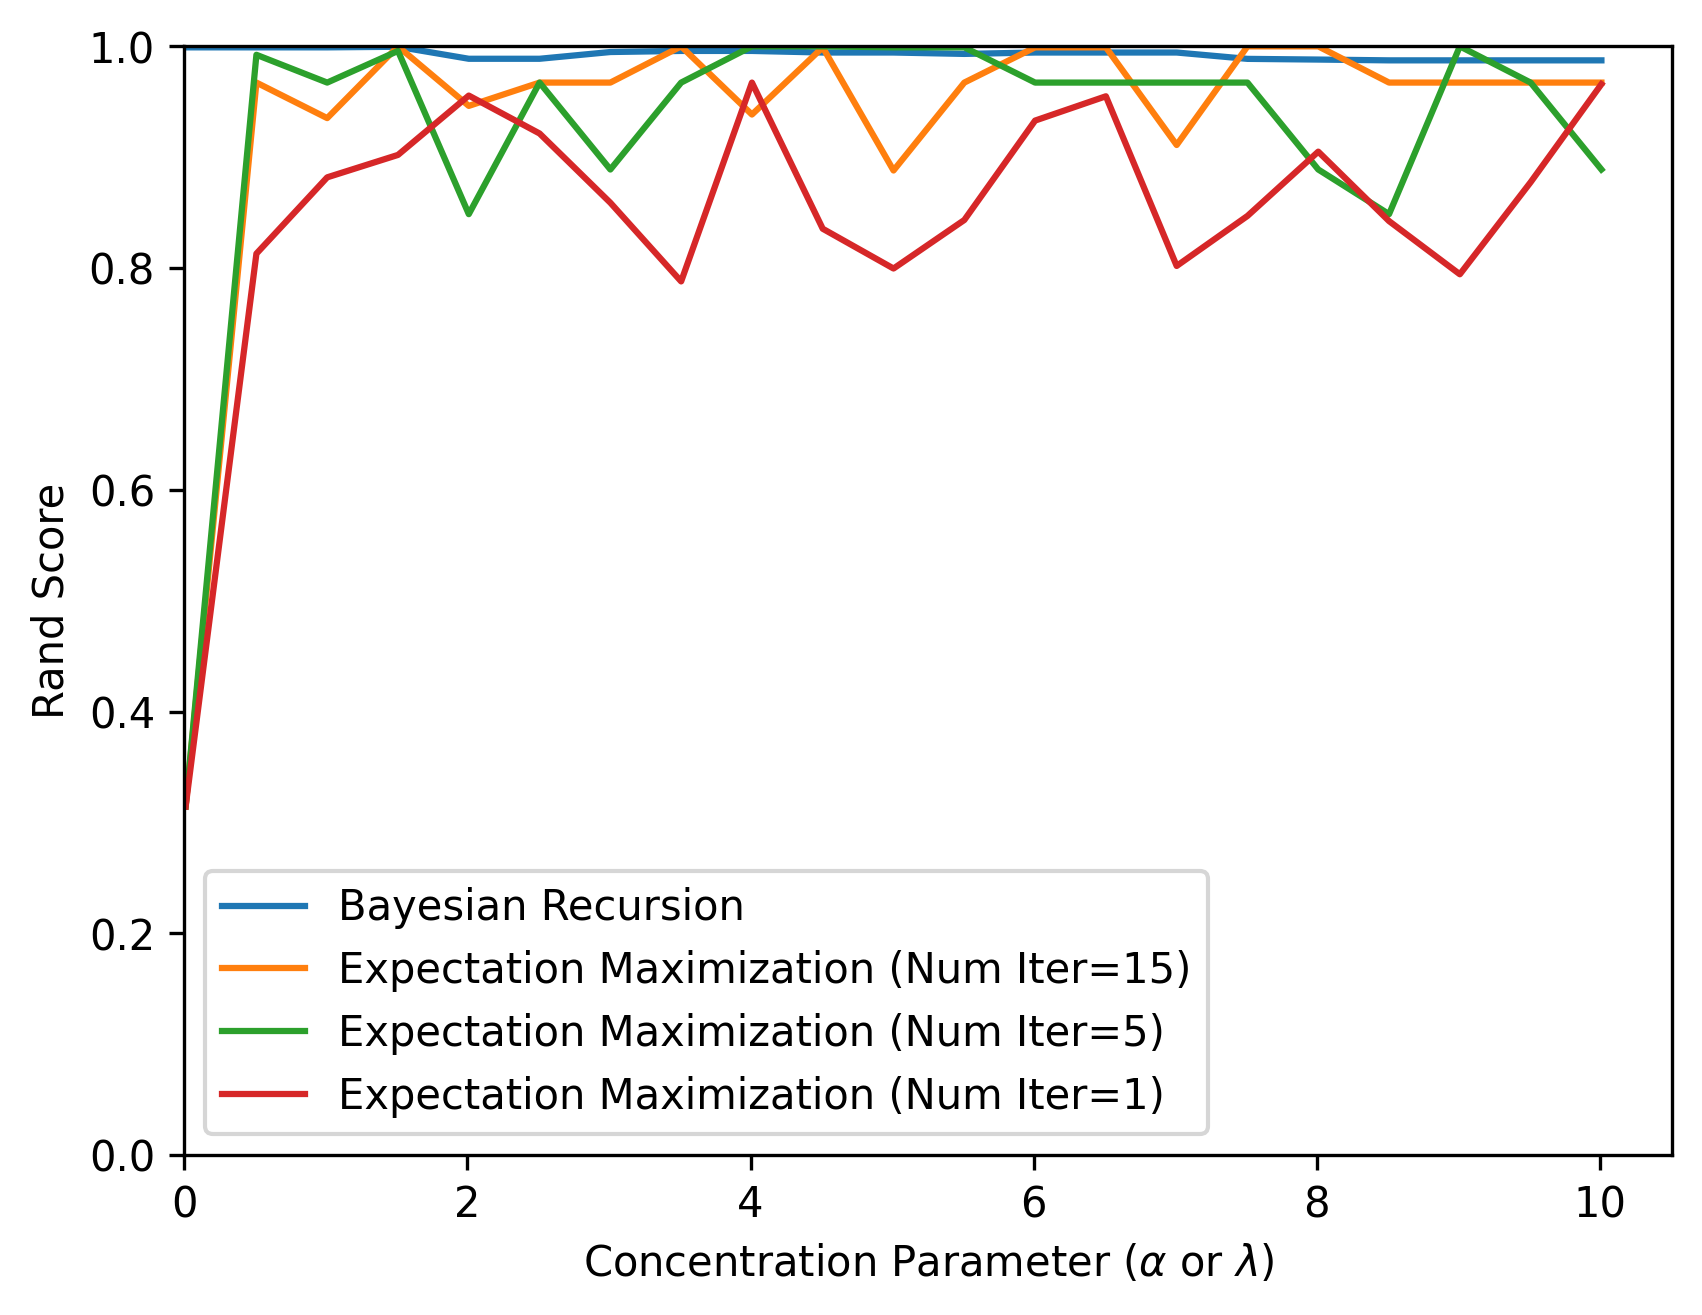 1.0
0.8
0.6
0.4
0.2
0.0
Rand Score
Bayesian Recursion
Expectation Maximization (Num Iter=15)
Expectation Maximization (Num Iter=5)
Expectation Maximization (Num Iter=1)
0 2 4 6 8 10
Concentration Parameter (α or λ)